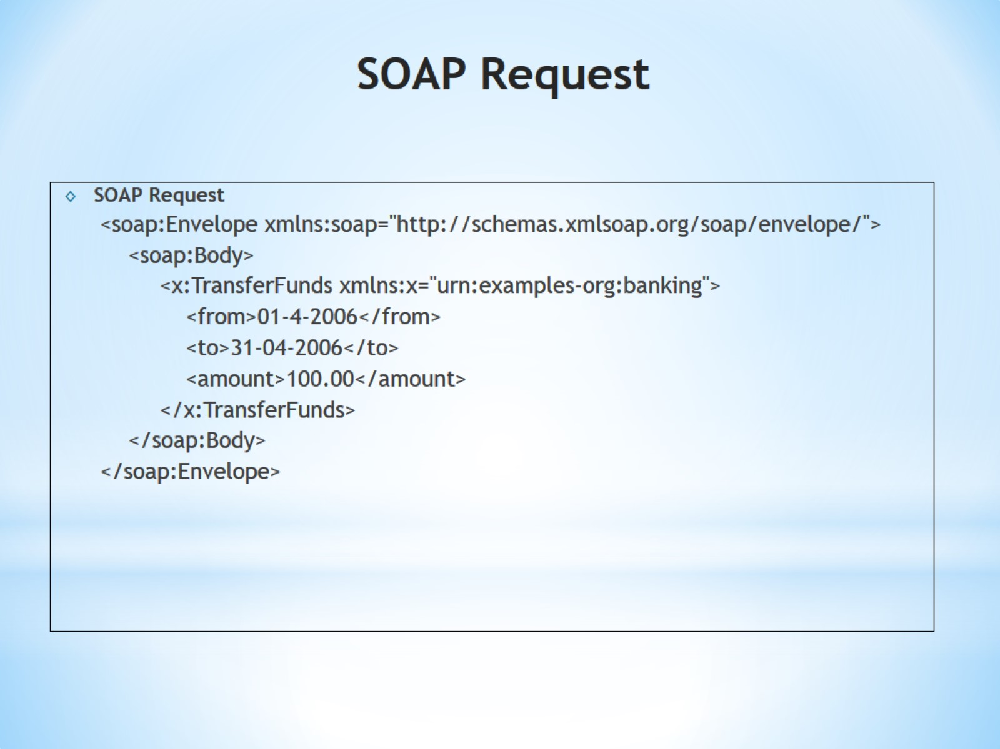 SOAP Request
SOAP Request
<soap:Envelope xmlns:soap="http://schemas.xmlsoap.org/soap/envelope/">
<soap:Body>
<x:TransferFunds xmlns:x="urn:examples-org:banking">
<from>01-4-2006</from>
<to>31-04-2006</to>
<amount>100.00</amount>
</x:TransferFunds>
</soap:Body>
</soap:Envelope>